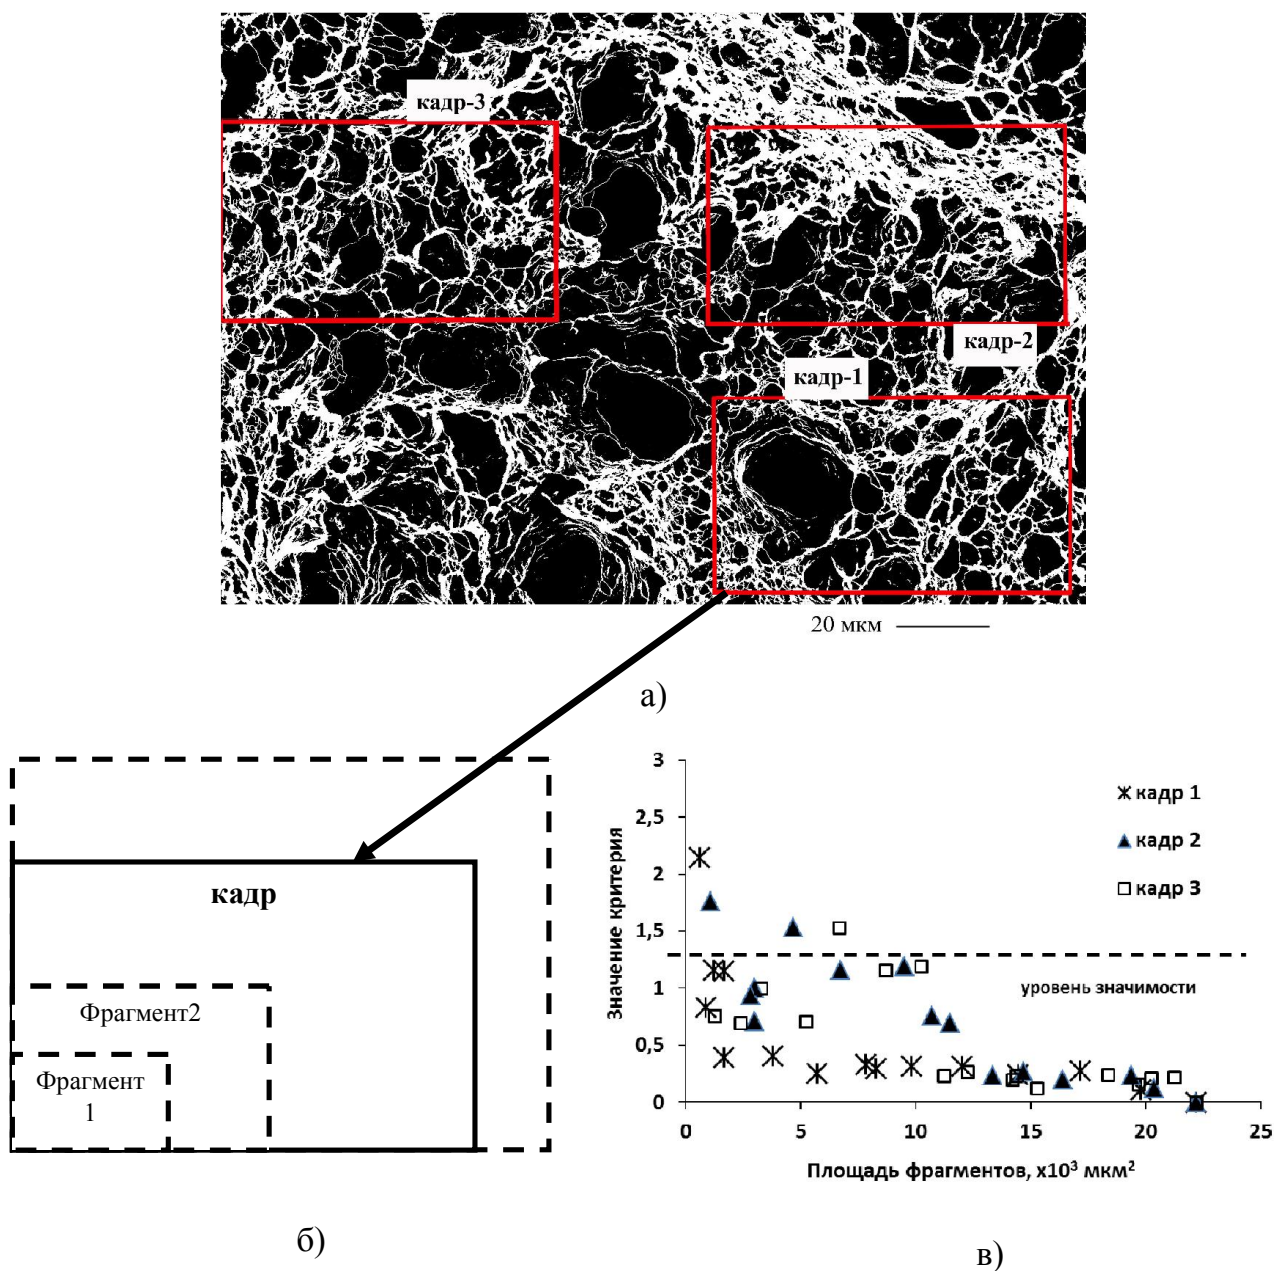 кадр-3
кадр-2
кадр-1
20 мкм
а)
кадр
Фрагмент2
Фрагмент
1
б)
Значение критерия
3
2,5
2
1,5
1
0,5
0
0 5 10 15 20 25
кадр 1
кадр 2
кадр 3
уровень значимости
Площадь фрагментов, х10³ мкм²
в)